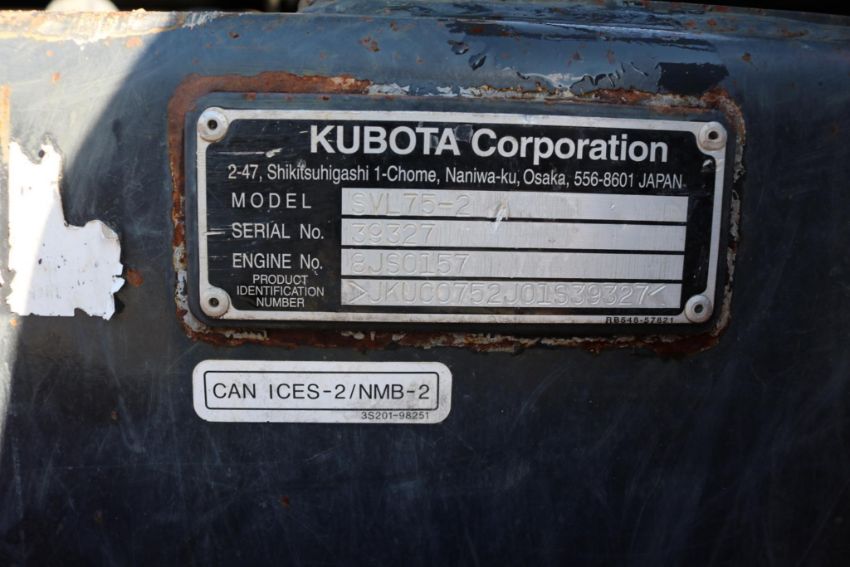 KUBOTA Corporation
2-47, Shikitsuhigashi 1-Chome, Naniwa-ku, Osaka, 556-8601 JAPAN
MODEL SVL75-2
SERIAL No. 39327
ENGINE No. 8JS0157
PRODUCT
IDENTIFICATION
NUMBER >JKUC0752J01S39327<
RB546-57821
CAN ICES-2/NMB-2
3S201-98251